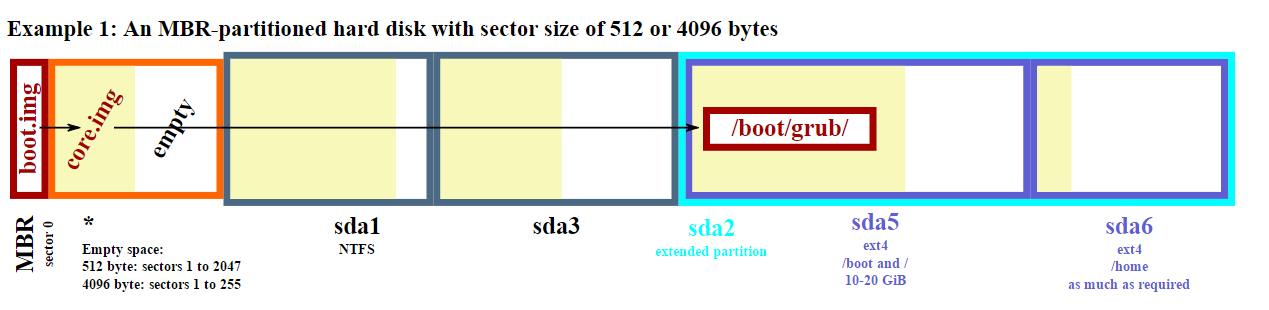 Example 1: An MBR-partitioned hard disk with sector size of 512 or 4096 bytes
boot.img
core.img
empty
/boot/grub/
MBR
sector 0
*
Empty space:
512 byte: sectors 1 to 2047
4096 byte: sectors 1 to 255
sda1
NTFS
sda3
sda2
extended partition
sda5
ext4
/boot and /
10-20 GiB
sda6
ext4
/home
as much as required